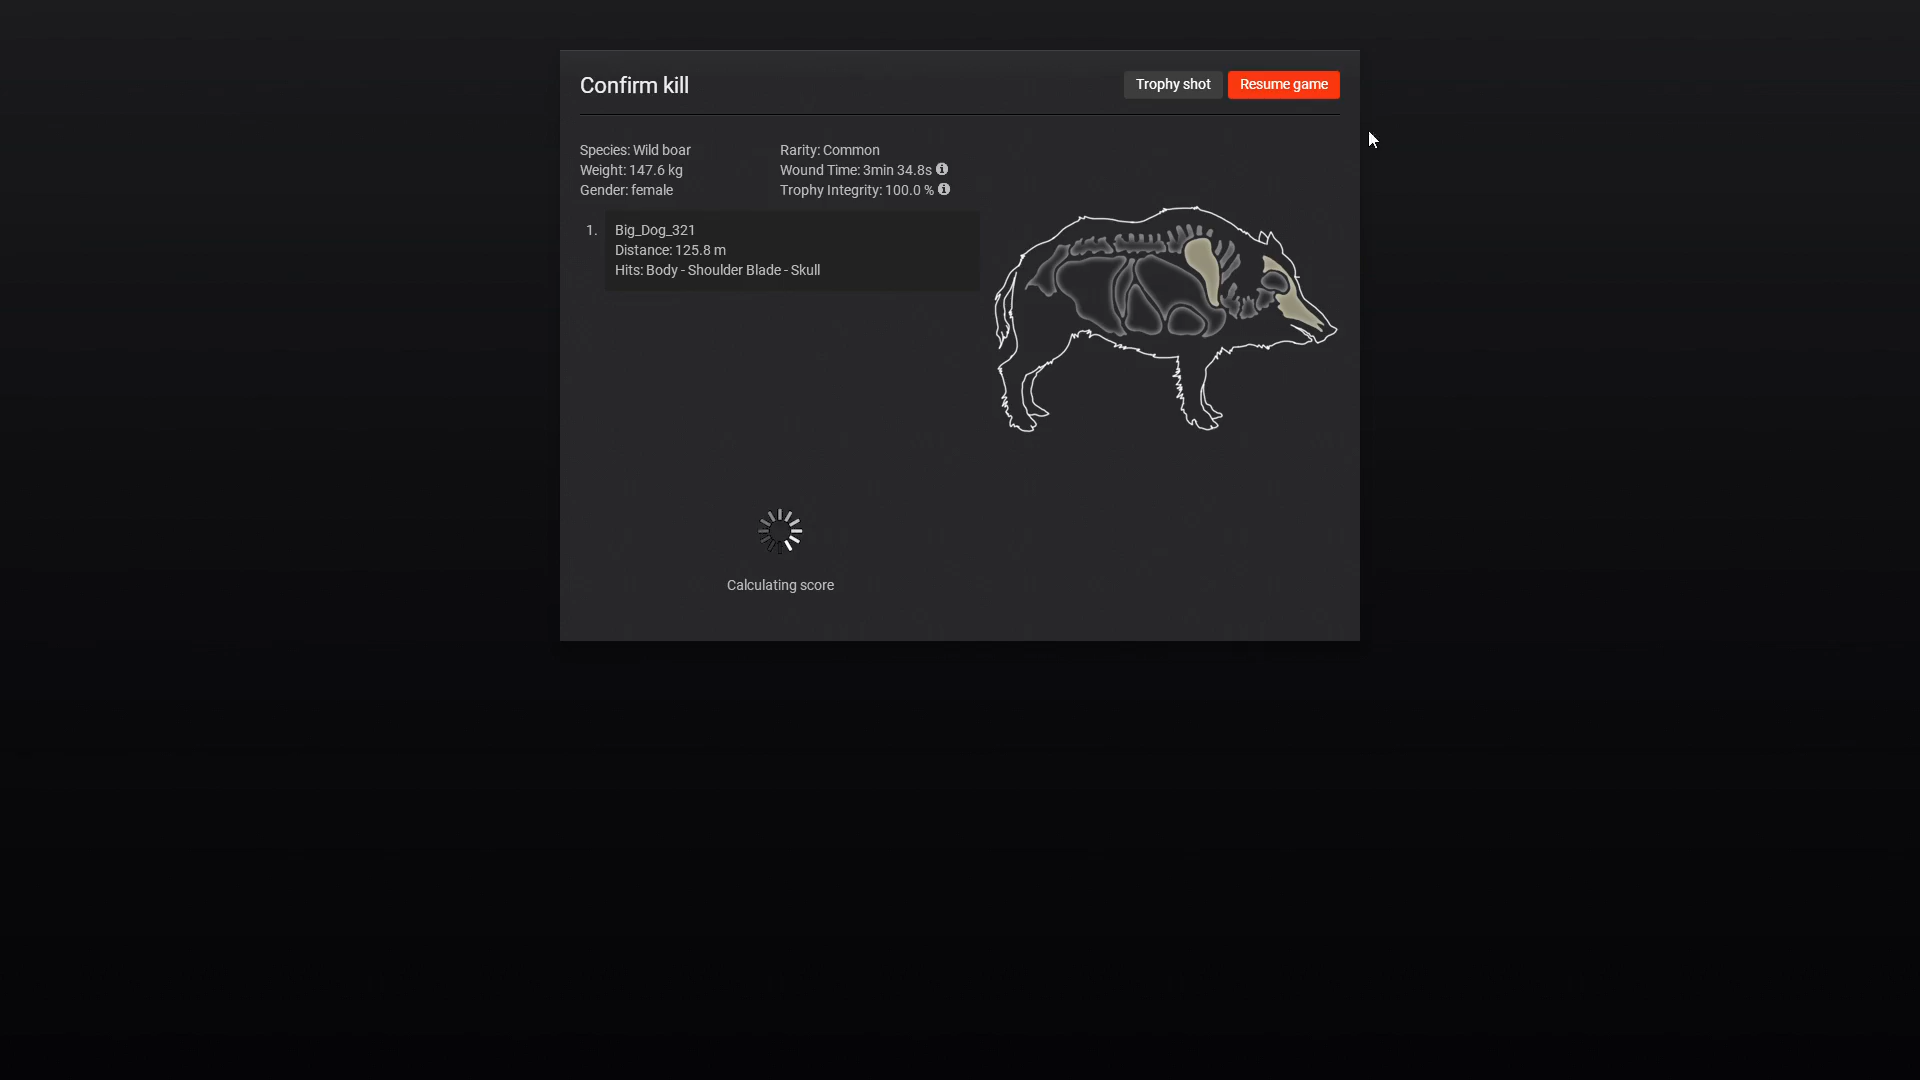 Confirm kill
Trophy shot
Resume game
Species: Wild boar
Weight: 147.6 kg
Gender: female
Rarity: Common
Wound Time: 3min 34.8s
Trophy Integrity: 100.0 %
1.
Big_Dog_321
Distance: 125.8 m
Hits: Body - Shoulder Blade - Skull
Calculating score